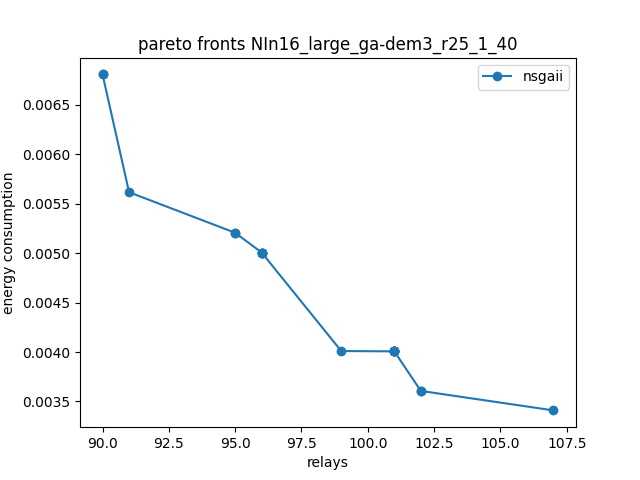 pareto fronts NIn16_large_ga-dem3_r25_1_40
nsgaii
0.0065
0.0060
0.0055
0.0050
0.0045
0.0040
0.0035
energy consumption
90.0 92.5 95.0 97.5 100.0 102.5 105.0 107.5
relays